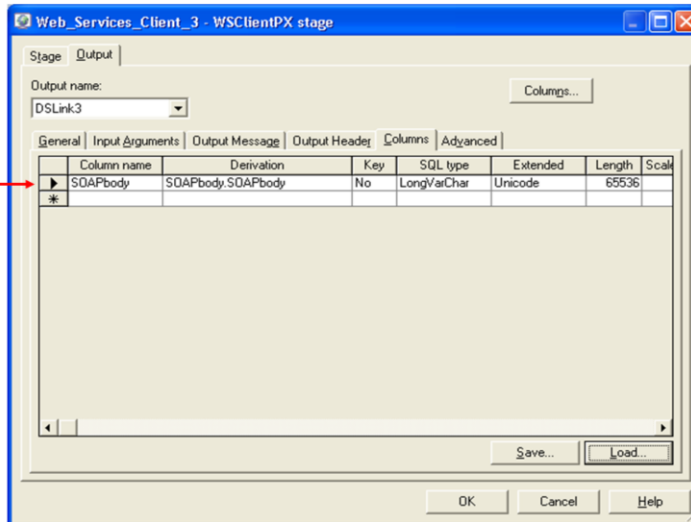 Web_Services_Client_3 - WSClientPX stage
Stage Output
Output name:
Columns...
DSLink3
General Input Arguments Output Message Output Header Columns Advanced
Column name Derivation Key SQL type Extended Length Scale
SOAPbody SOAPbody.SOAPbody No LongVarChar Unicode 65536
Save... Load...
OK Cancel Help